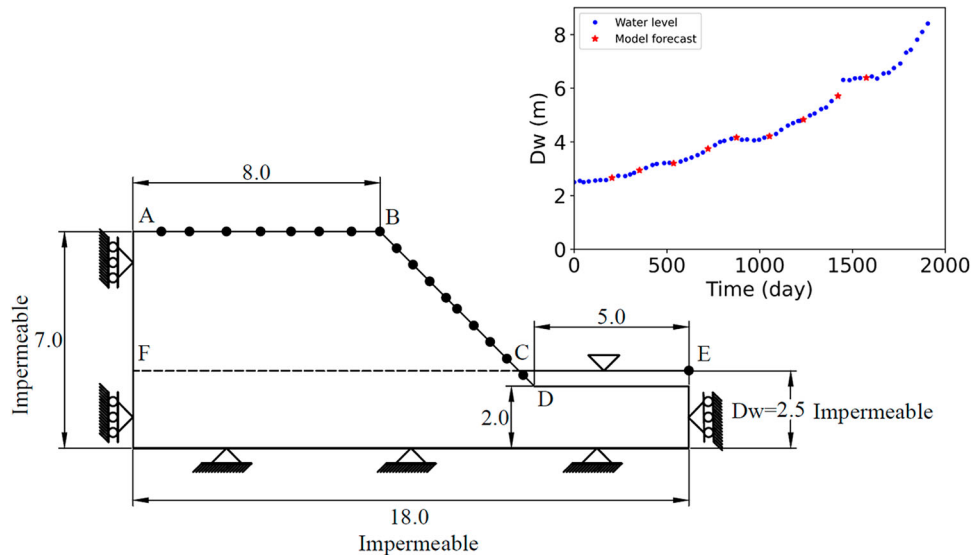 8
6
4
2
0
Dw (m)
Water level
Model forecast
0
500
1000
1500
2000
Time (day)
8.0
A
B
Impermeable
7.0
F
C
5.0
E
D
2.0
Dw=2.5
Impermeable
18.0
Impermeable